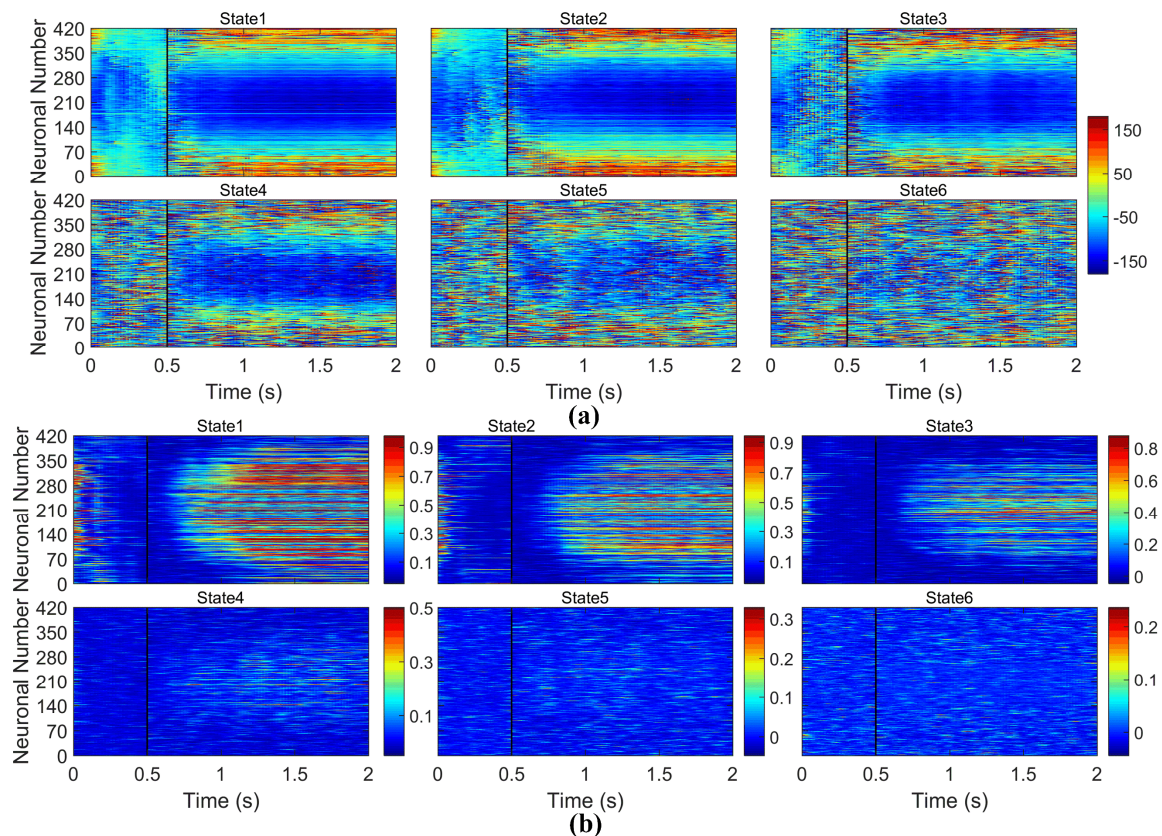 State1 State2 State3
420 350 280 210 140 70 0
Neuronal Number
150 50 -50 -150
State4 State5 State6
420 350 280 210 140 70 0
Neuronal Number
0 0.5 1 1.5 2 0 0.5 1 1.5 2 0 0.5 1 1.5 2
Time (s) Time (s) Time (s)
(a)
State1 State2 State3
420 350 280 210 140 70 0
Neuronal Number
0.9 0.7 0.5 0.3 0.1
0.9 0.7 0.5 0.3 0.1
0.8 0.6 0.4 0.2 0
State4 State5 State6
420 350 280 210 140 70 0
Neuronal Number
0.5 0.3 0.1
0.3 0.2 0.1 0
0.2 0.1 0
0 0.5 1 1.5 2 0 0.5 1 1.5 2 0 0.5 1 1.5 2
Time (s) Time (s) Time (s)
(b)